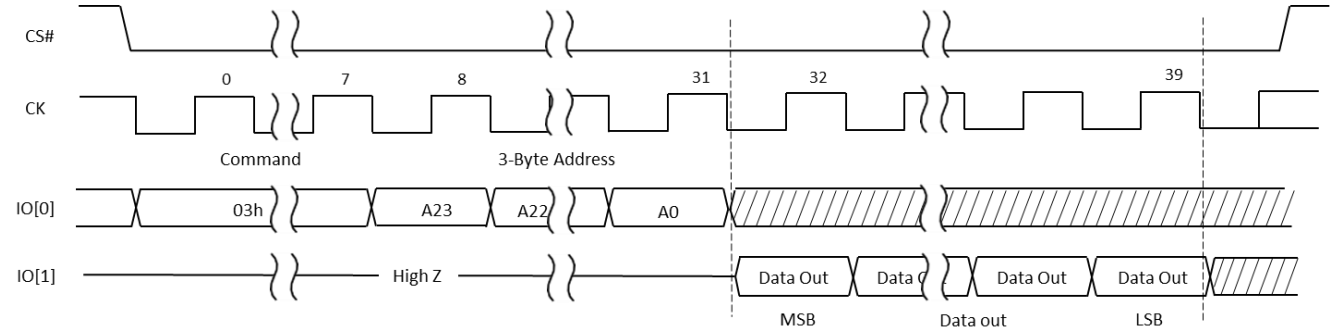 CS#
0 7 8 31 32 39
CK
Command 3-Byte Address
IO[0] 03h A23 A22 A0
IO[1] High Z Data Out Data Data Out Data Out
MSB Data out LSB